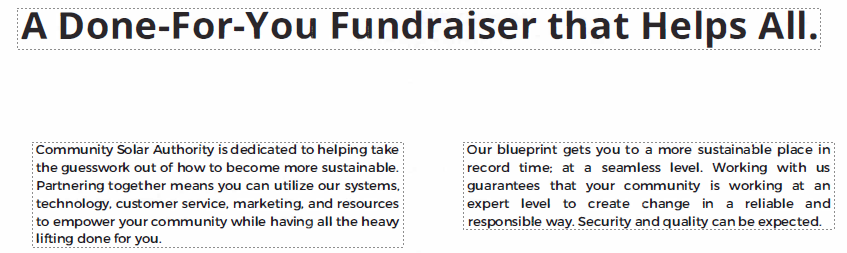 A Done-For-You Fundraiser that Helps All.
Community Solar Authority is dedicated to helping take
the guesswork out of how to become more sustainable.
Partnering together means you can utilize our systems,
technology, customer service, marketing, and resources
to empower your community while having all the heavy
lifting done for you.
Our blueprint gets you to a more sustainable place in
record time; at a seamless level. Working with us
guarantees that your community is working at an
expert level to create change in a reliable and
responsible way. Security and quality can be expected.